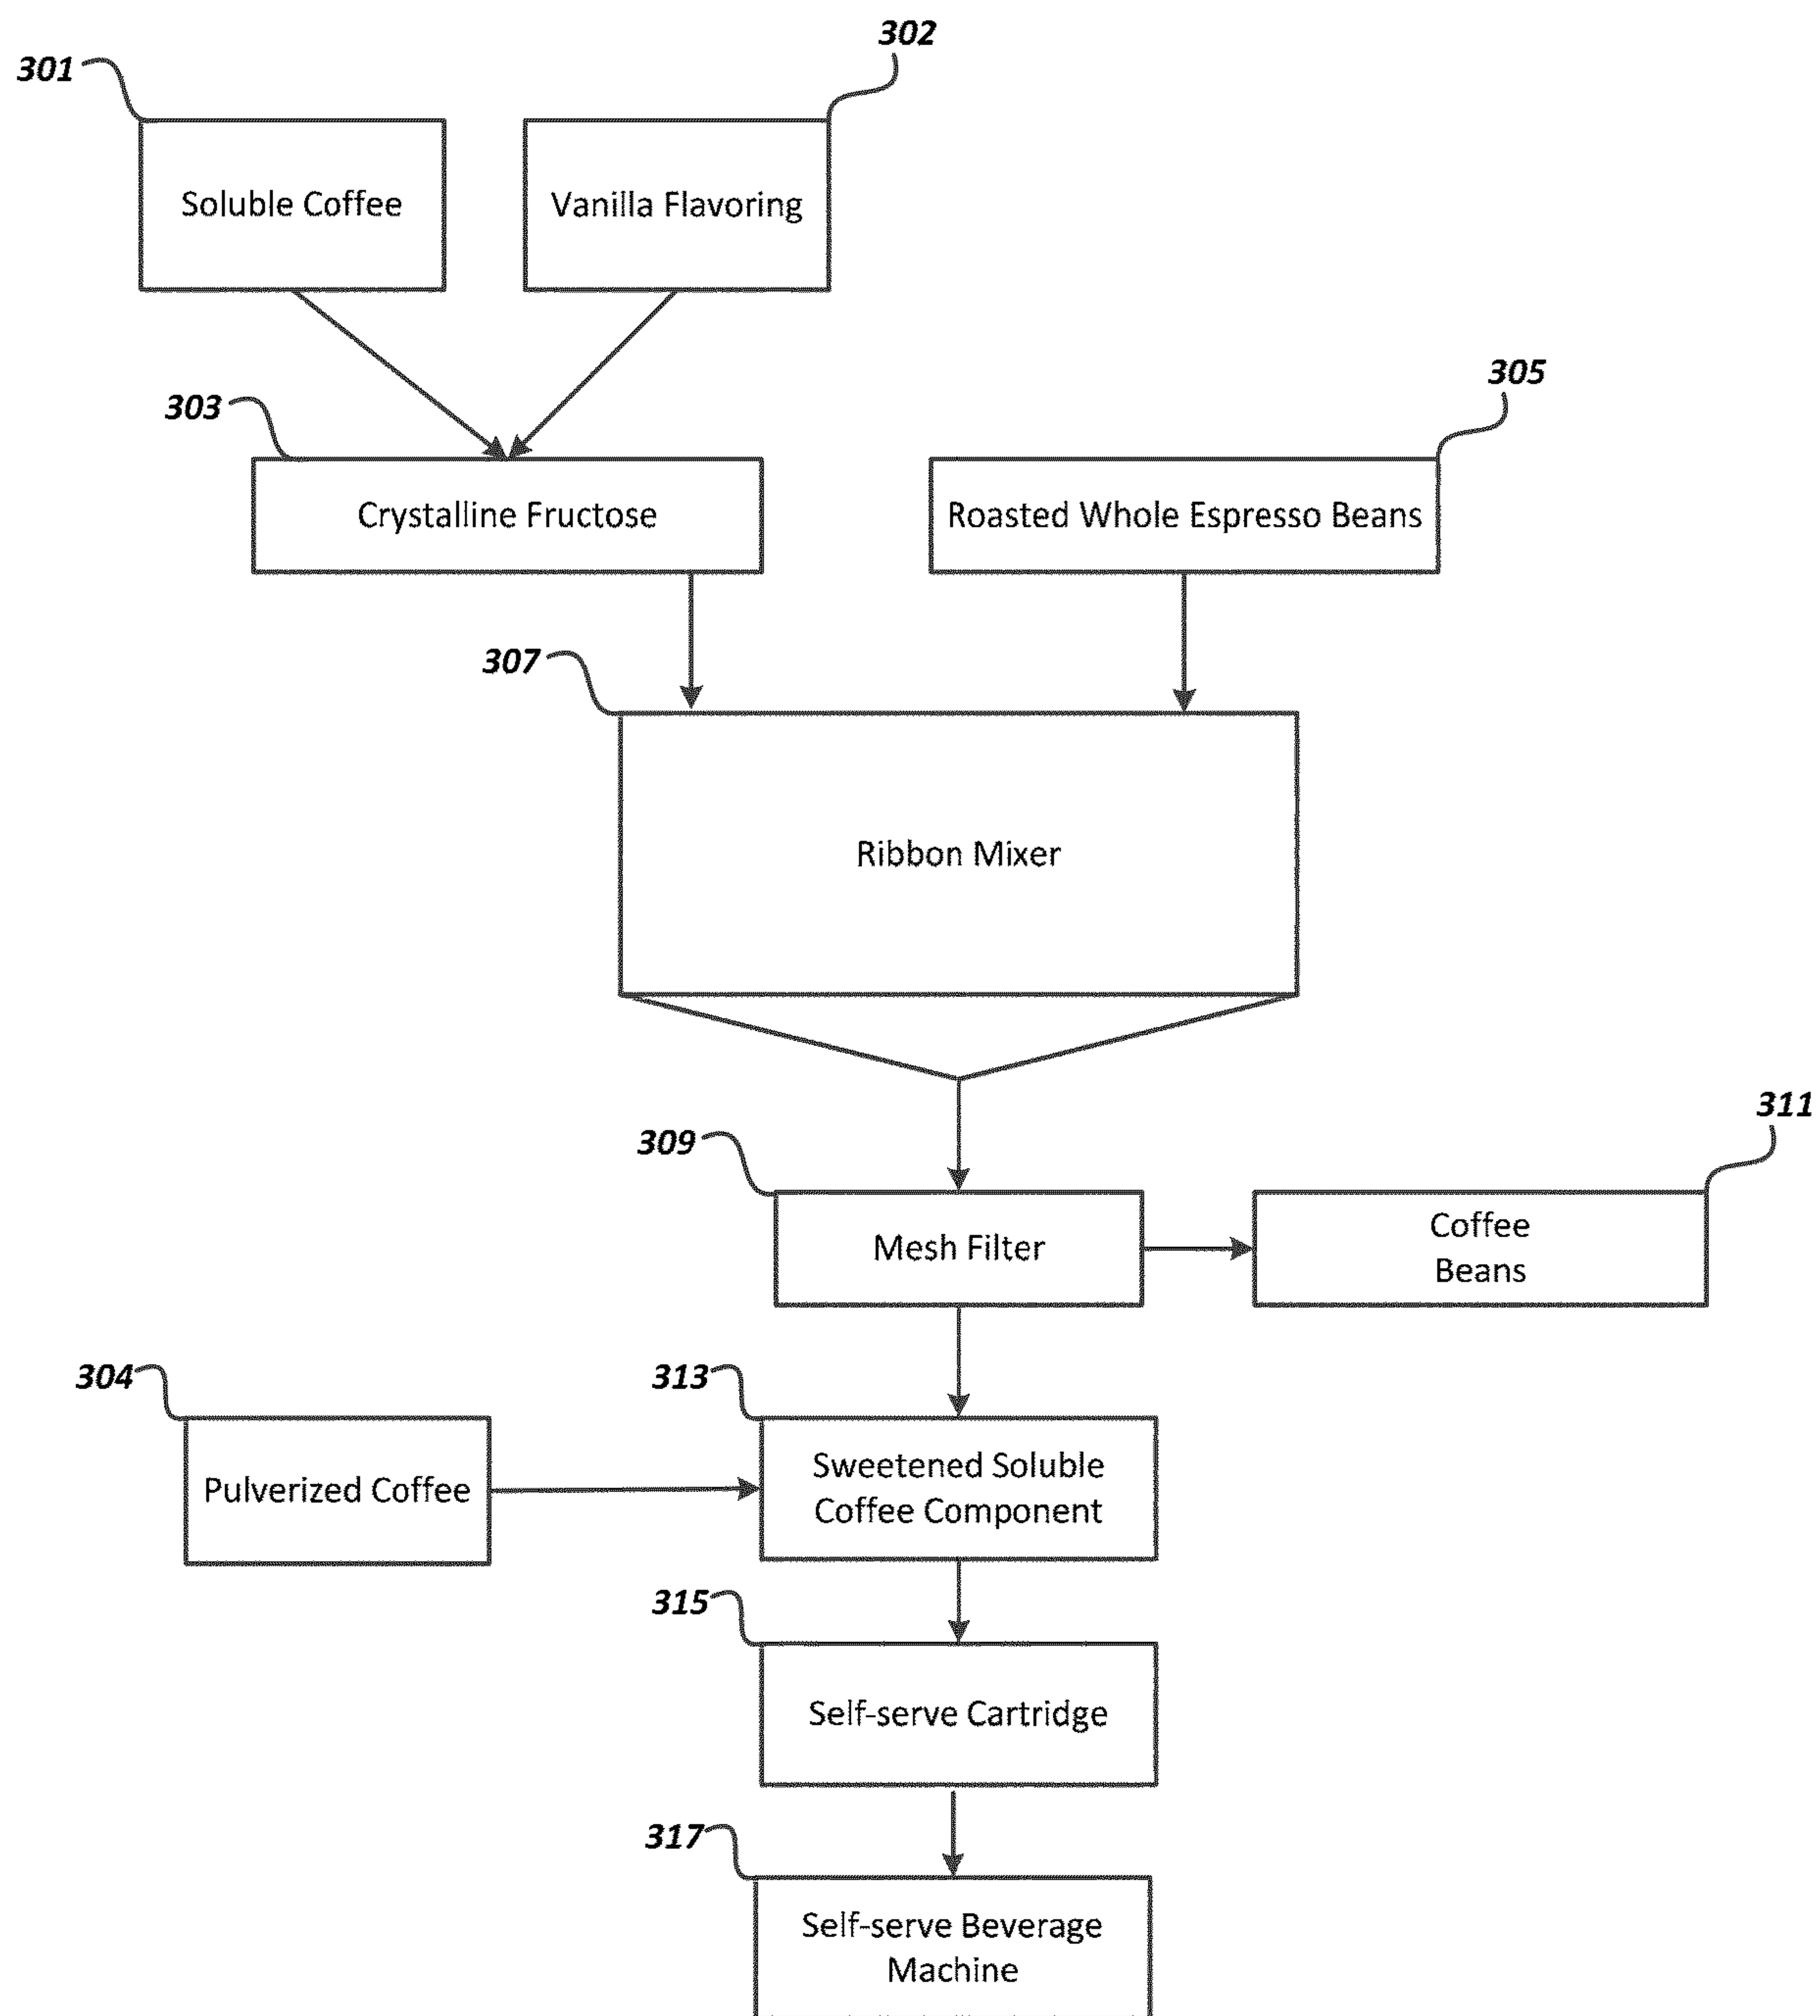 302
301
Soluble Coffee
Vanilla Flavoring
305
303
Crystalline Fructose
Roasted Whole Espresso Beans
307
Ribbon Mixer
311
309
Mesh Filter
Coffee
Beans
304
313
Pulverized Coffee
Sweetened Soluble
Coffee Component
315
Self-serve Cartridge
317
Self-serve Beverage
Machine